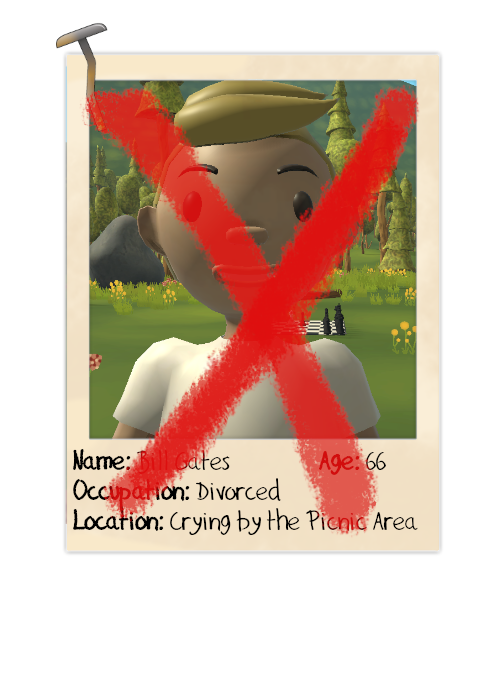 Name: Bill Gates Age: 66
Occupation: Divorced
Location: Crying by the Picnic Area